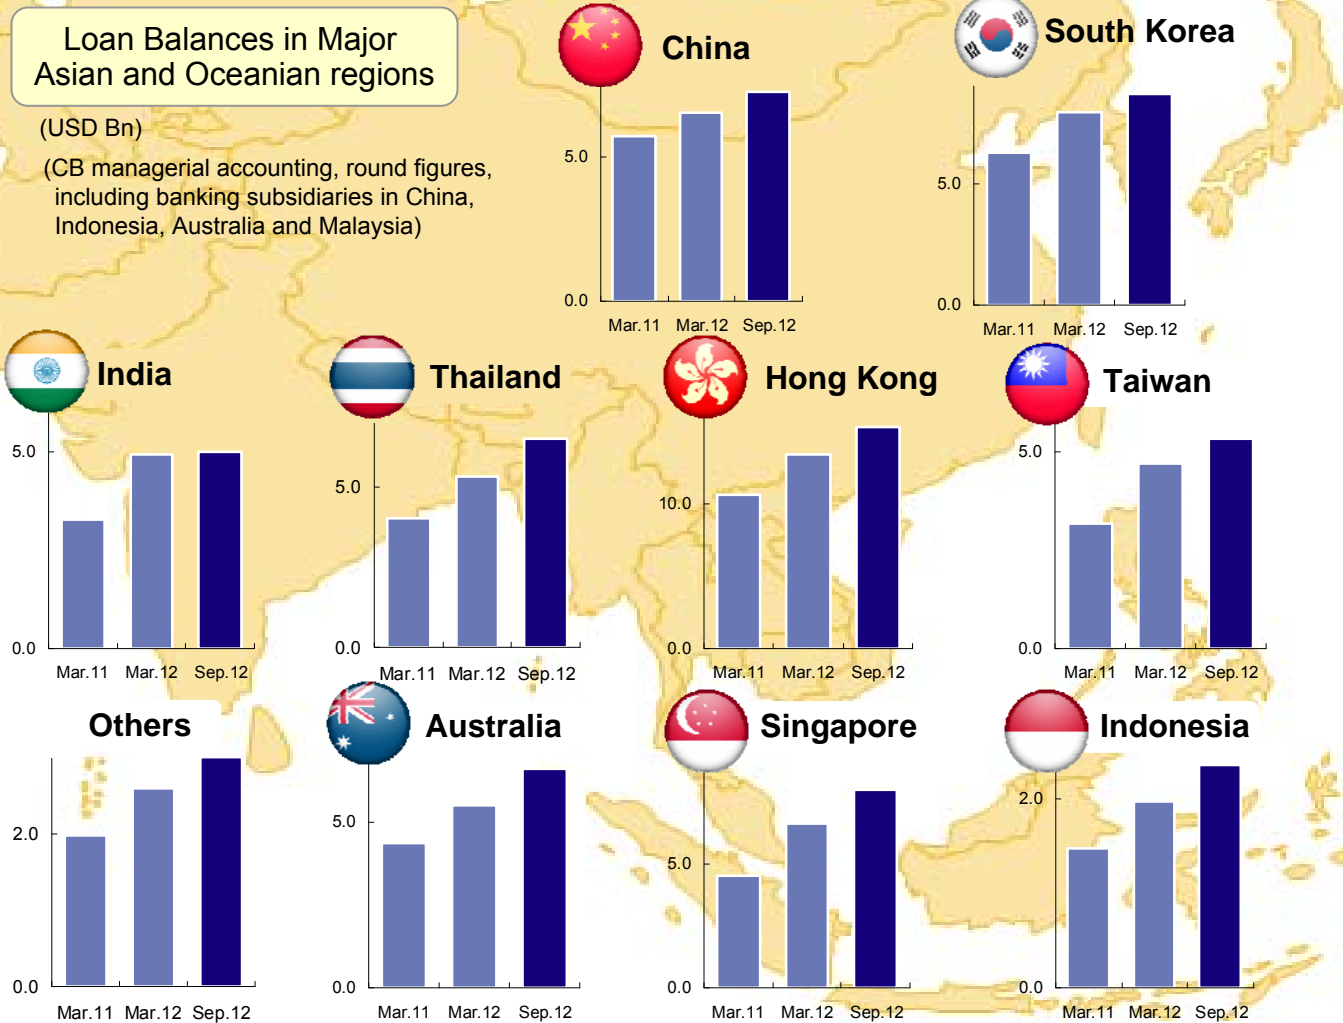 Loan Balances in Major
Asian and Oceanian regions
(USD Bn)
(CB managerial accounting, round figures,
including banking subsidiaries in China,
Indonesia, Australia and Malaysia)
China
5.0
0.0
Mar.11 Mar.12 Sep.12
South Korea
5.0
0.0
Mar.11 Mar.12 Sep.12
India
5.0
0.0
Mar.11 Mar.12 Sep.12
Thailand
5.0
0.0
Mar.11 Mar.12 Sep.12
Hong Kong
10.0
0.0
Mar.11 Mar.12 Sep.12
Taiwan
5.0
0.0
Mar.11 Mar.12 Sep.12
Others
2.0
0.0
Mar.11 Mar.12 Sep.12
Australia
5.0
0.0
Mar.11 Mar.12 Sep.12
Singapore
5.0
0.0
Mar.11 Mar.12 Sep.12
Indonesia
2.0
0.0
Mar.11 Mar.12 Sep.12